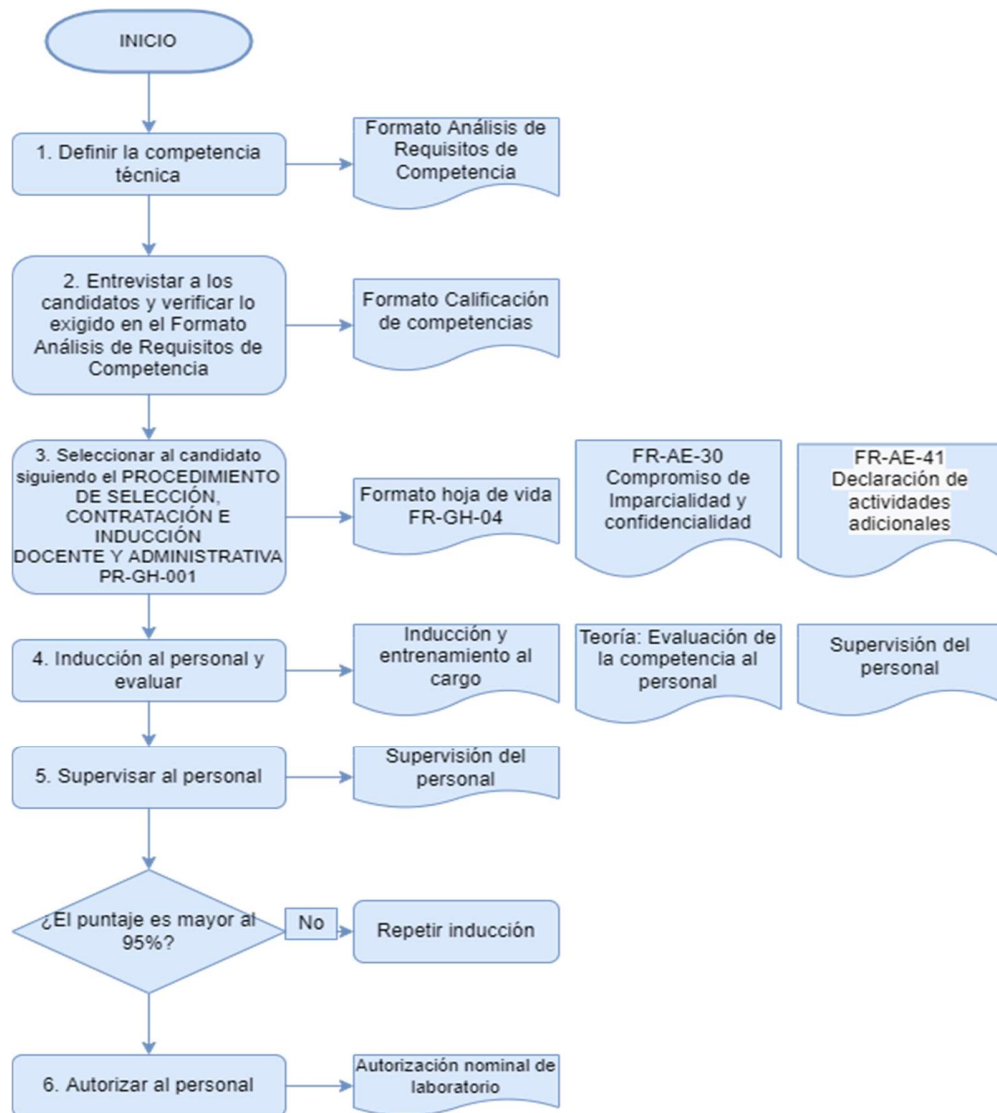 INICIO
1. Definir la competencia
técnica
Formato Análisis de
Requisitos de
Competencia
2. Entrevistar a los
candidatos y verificar lo
exigido en el Formato
Análisis de Requisitos de
Competencia
Formato Calificación
de competencias
3. Seleccionar al candidato
siguiendo el PROCEDIMIENTO
DE SELECCIÓN,
CONTRATACIÓN E
INDUCCIÓN
DOCENTE Y ADMINISTRATIVA
PR-GH-001
Formato hoja de vida
FR-GH-04
FR-AE-30
Compromiso de
Imparcialidad y
confidencialidad
FR-AE-41
Declaración de
actividades
adicionales
4. Inducción al personal y
evaluar
Inducción y
entrenamiento al
cargo
Teoría: Evaluación de
la competencia al
personal
Supervisión del
personal
5. Supervisar al personal
Supervisión del
personal
¿El puntaje es mayor al
95%?
No
Repetir inducción
6. Autorizar al personal
Autorización nominal de
laboratorio